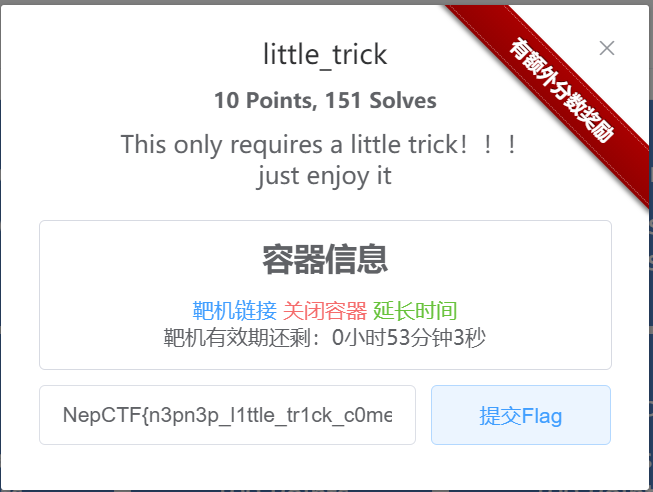 little_trick
有额外分数奖励
10 Points, 151 Solves
This only requires a little trick！！！
just enjoy it
容器信息
靶机链接 关闭容器 延长时间
靶机有效期还剩：0小时53分钟3秒
NepCTF{n3pn3p_l1ttle_tr1ck_c0me
提交Flag